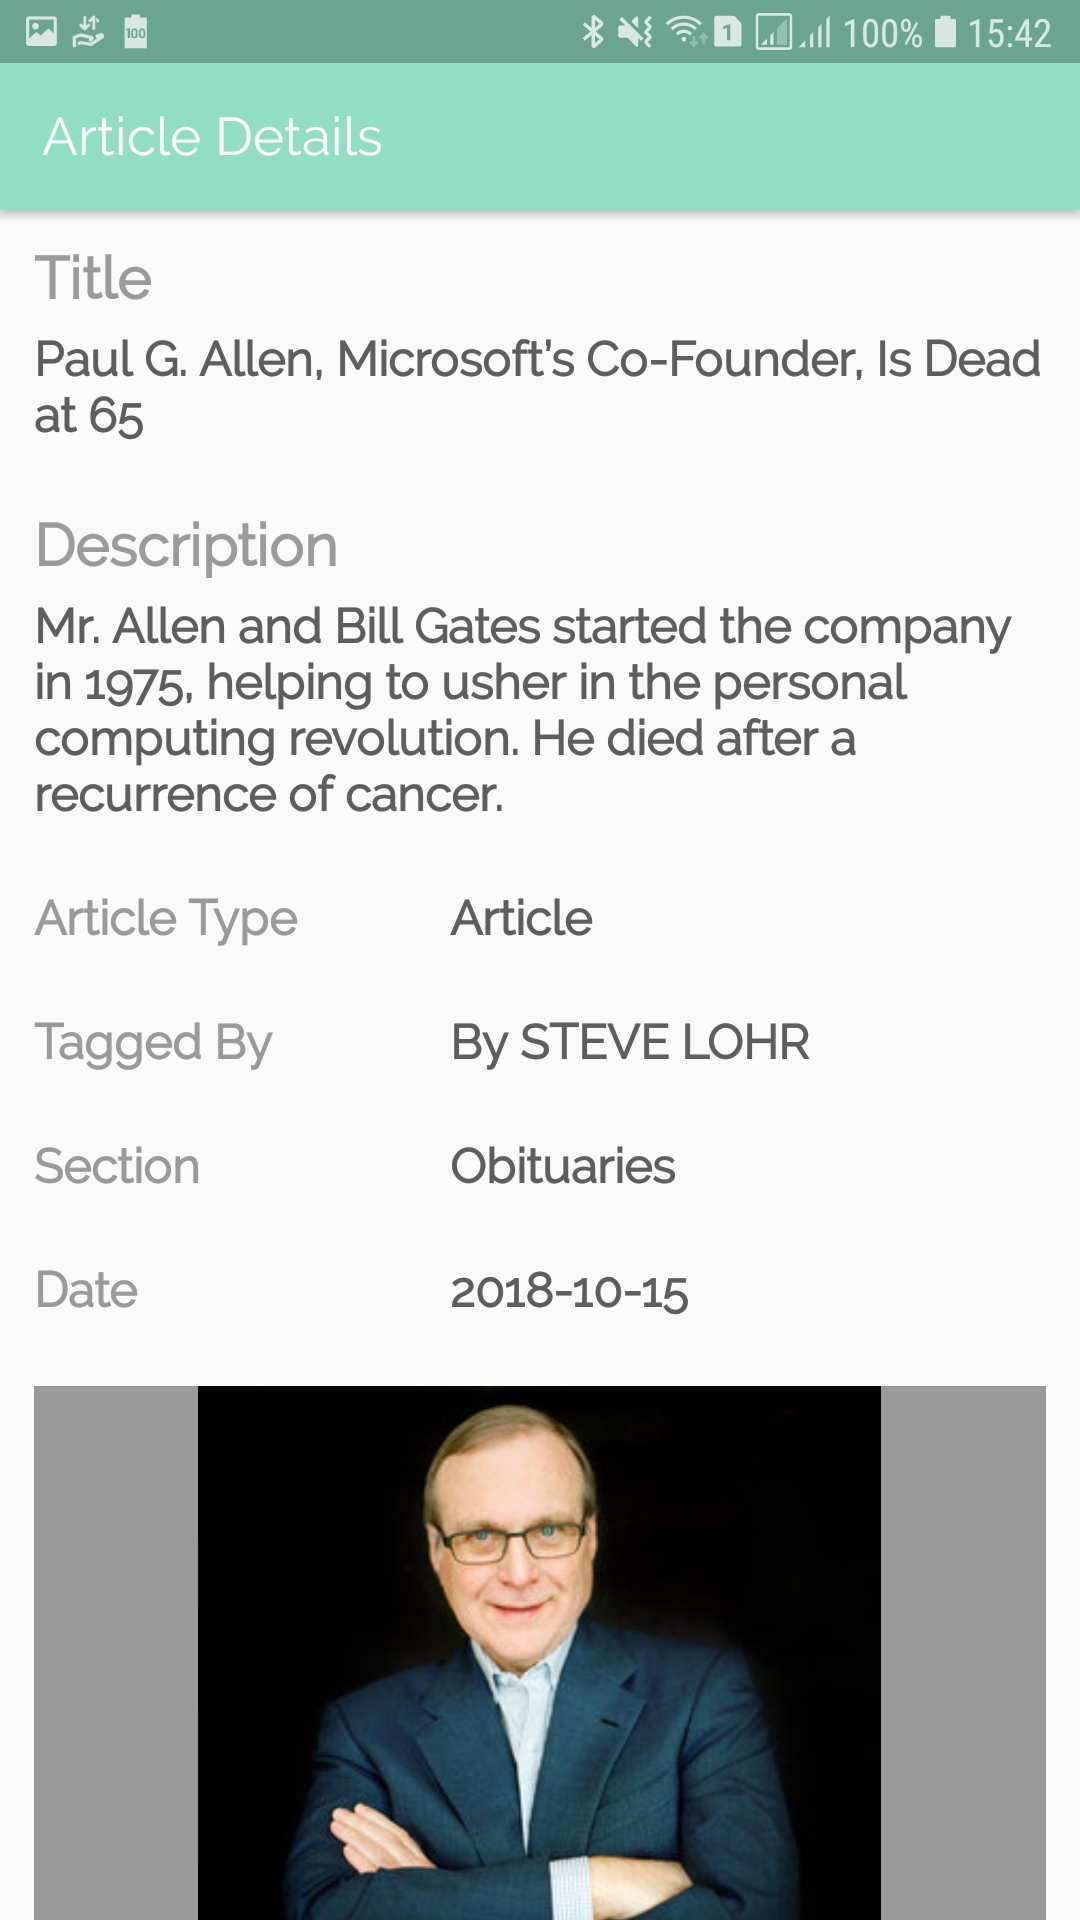 100 1 100% 15:42
Article Details
Title
Paul G. Allen, Microsoft’s Co-Founder, Is Dead
at 65
Description
Mr. Allen and Bill Gates started the company
in 1975, helping to usher in the personal
computing revolution. He died after a
recurrence of cancer.
Article Type Article
Tagged By By STEVE LOHR
Section Obituaries
Date 2018-10-15